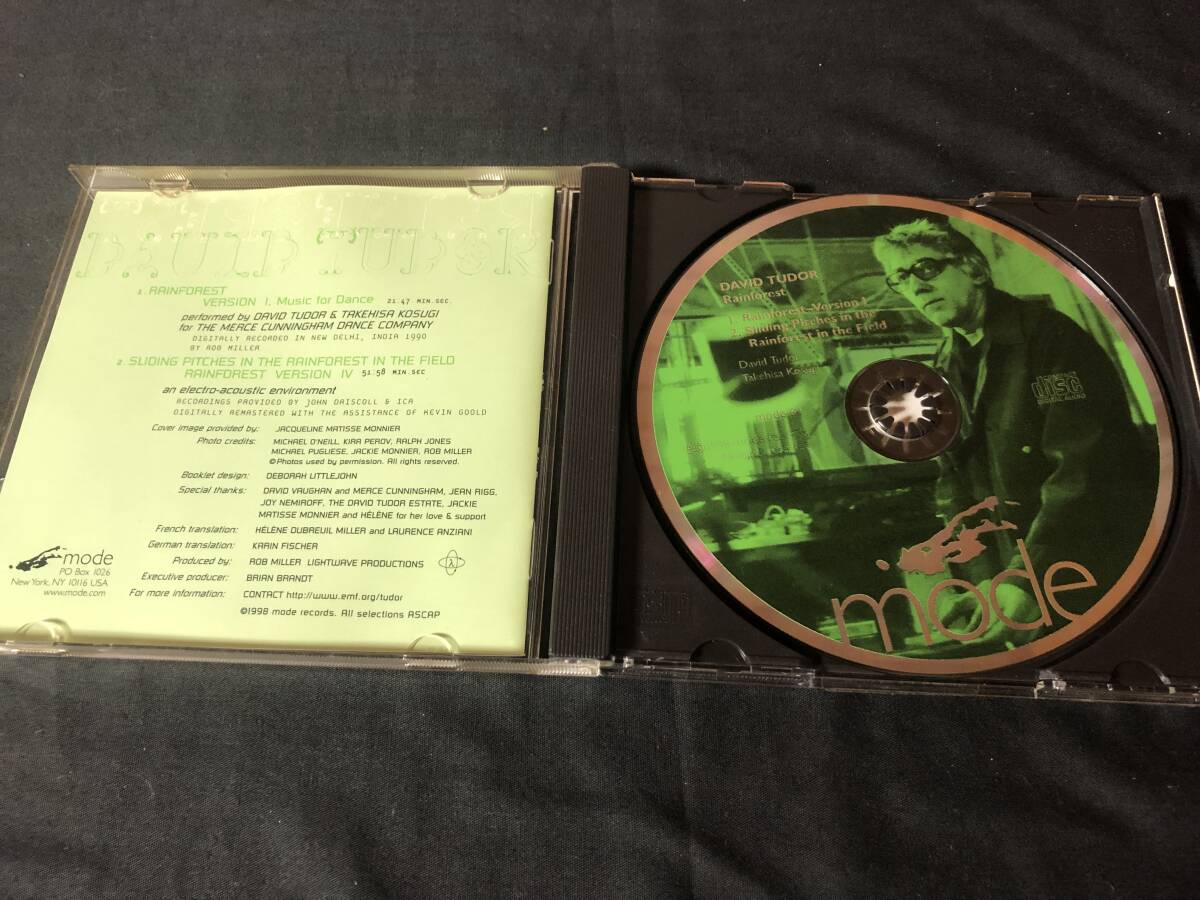 DAVID TUDOR
1. RAINFOREST
VERSION I, Music for Dance 21.47 MIN.SEC.
performed by DAVID TUDOR & TAKEHISA KOSUGI
for THE MERCE CUNNINGHAM DANCE COMPANY
DIGITALLY RECORDED IN NEW DELHI, INDIA 1990
BY ROB MILLER
2. SLIDING PITCHES IN THE RAINFOREST IN THE FIELD
RAINFOREST VERSION IV 51:58 MIN.SEC
an electro-acoustic environment
RECORDINGS PROVIDED BY JOHN DRISCOLL & ICA
DIGITALLY REMASTERED WITH THE ASSISTANCE OF KEVIN GOOLD
Cover image provided by: JACQUELINE MATISSE MONNIER
Photo credits: MICHAEL O'NEILL, KIRA PEROV, RALPH JONES
MICHAEL PUGLIESE, JACKIE MONNIER, ROB MILLER
©Photos used by permission. All rights reserved.
Booklet design: DEBORAH LITTLEJOHN
Special thanks: DAVID VAUGHAN and MERCE CUNNINGHAM, JEAN RIGG,
JOY NEMIROFF, THE DAVID TUDOR ESTATE, JACKIE
MATISSE MONNIER and HÉLÈNE for her love & support
French translation: HÉLÈNE DUBREUIL MILLER and LAURENCE ANZIANI
German translation: KARIN FISCHER
Produced by: ROB MILLER LIGHTWAVE PRODUCTIONS
Executive producer: BRIAN BRANDT
For more information: CONTACT http://www.emf.org/tudor
©1998 mode records. All selections ASCAP
mode
PO Box 1026
New York, NY 10116 USA
www.mode.com
DAVID TUDOR
Rainforest
1. Rainforest-Version I
2. Sliding Pitches in the
Rainforest in the Field
David Tudor
Takehisa Kosugi
COMPACT
disc
DIGITAL AUDIO
mode